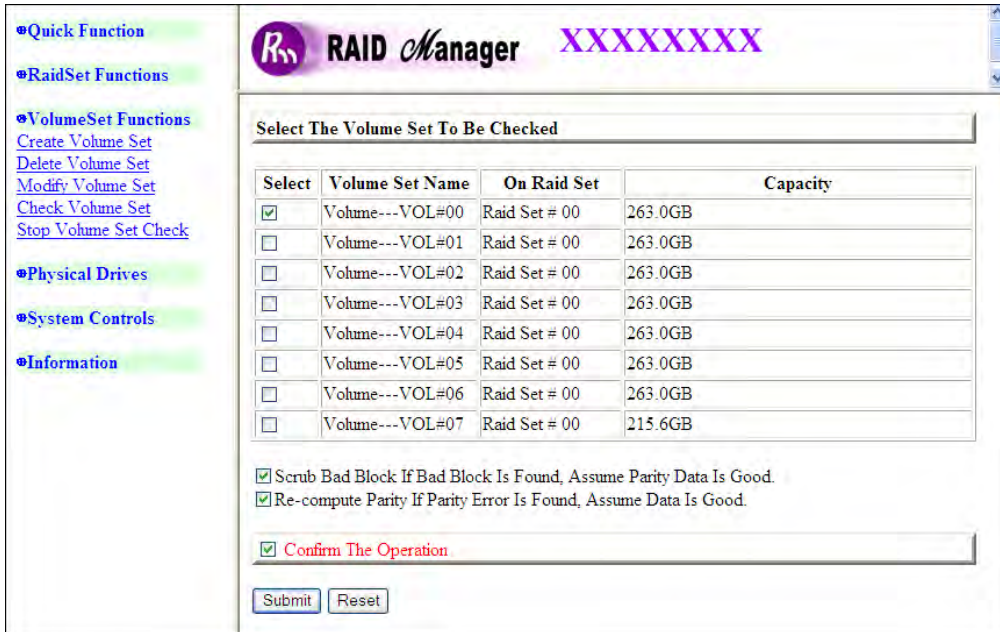 Quick Function
RaidSet Functions
VolumeSet Functions
Create Volume Set
Delete Volume Set
Modify Volume Set
Check Volume Set
Stop Volume Set Check
Physical Drives
System Controls
Information
Rm RAID Manager XXXXXXXX
Select The Volume Set To Be Checked
Select Volume Set Name On Raid Set Capacity
Volume---VOL#00 Raid Set # 00 263.0GB
Volume---VOL#01 Raid Set # 00 263.0GB
Volume---VOL#02 Raid Set # 00 263.0GB
Volume---VOL#03 Raid Set # 00 263.0GB
Volume---VOL#04 Raid Set # 00 263.0GB
Volume---VOL#05 Raid Set # 00 263.0GB
Volume---VOL#06 Raid Set # 00 263.0GB
Volume---VOL#07 Raid Set # 00 215.6GB
Scrub Bad Block If Bad Block Is Found, Assume Parity Data Is Good.
Re-compute Parity If Parity Error Is Found, Assume Data Is Good.
Confirm The Operation
Submit Reset